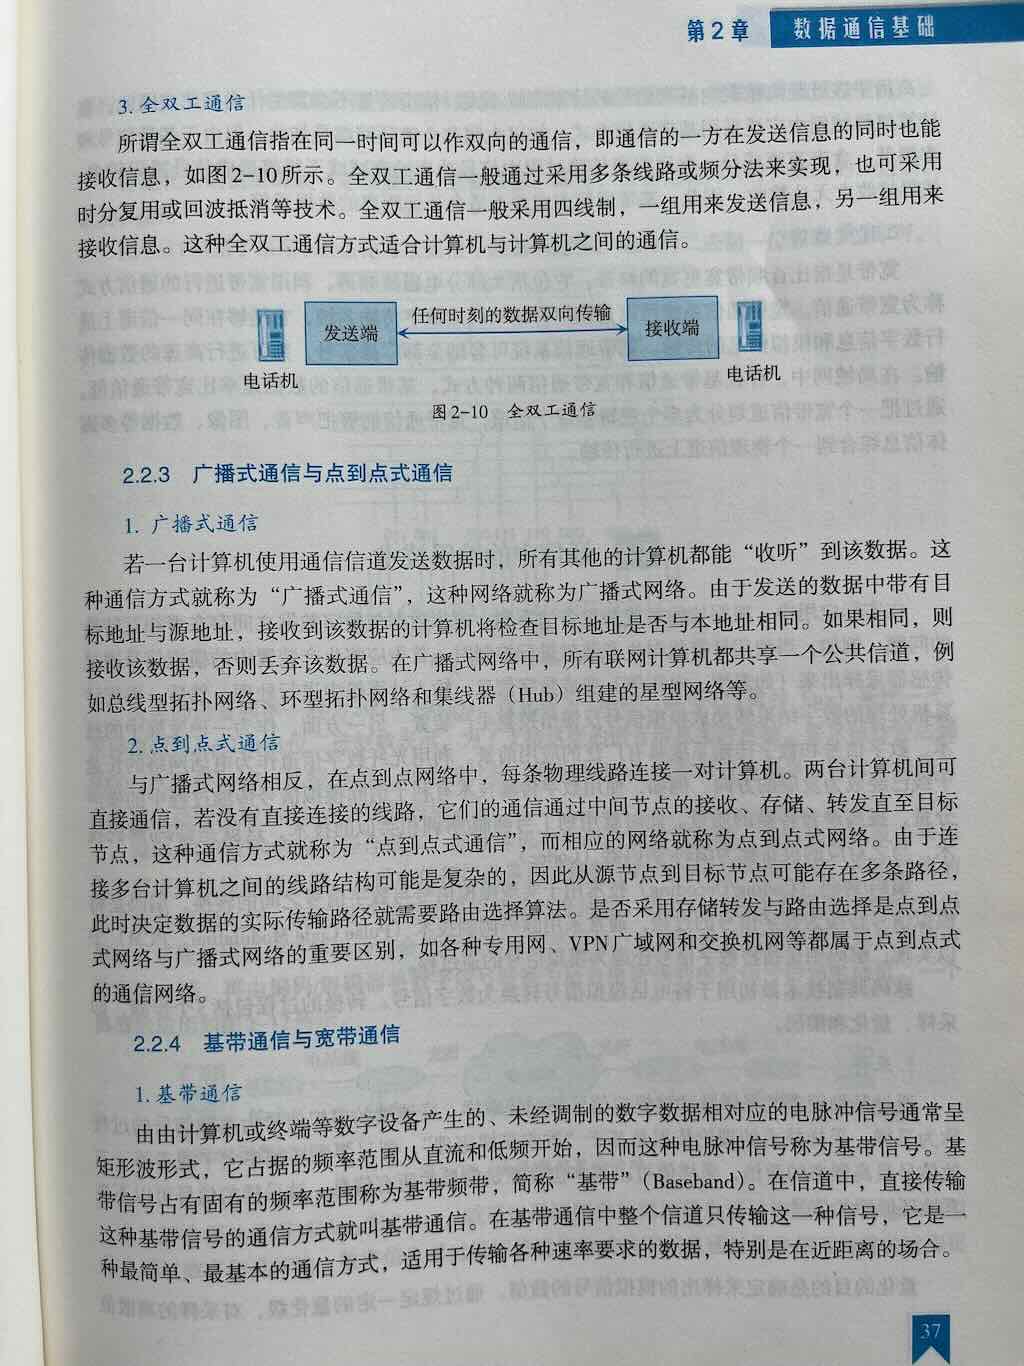 第2章 数据通信基础
3. 全双工通信
所谓全双工通信指在同一时间可以作双向的通信，即通信的一方在发送信息的同时也能
接收信息，如图2-10所示。全双工通信一般通过采用多条线路或频分法来实现，也可采用
时分复用或回波抵消等技术。全双工通信一般采用四线制，一组用来发送信息，另一组用来
接收信息。这种全双工通信方式适合计算机与计算机之间的通信。
发送端 任何时刻的数据双向传输 接收端
电话机 电话机
图2-10 全双工通信
2.2.3 广播式通信与点到点式通信
1. 广播式通信
若一台计算机使用通信信道发送数据时，所有其他的计算机都能“收听”到该数据。这
种通信方式就称为“广播式通信”，这种网络就称为广播式网络。由于发送的数据中带有目
标地址与源地址，接收到该数据的计算机将检查目标地址是否与本地址相同。如果相同，则
接收该数据，否则丢弃该数据。在广播式网络中，所有联网计算机都共享一个公共信道，例
如总线型拓扑网络、环型拓扑网络和集线器（Hub）组建的星型网络等。
2. 点到点式通信
与广播式网络相反，在点到点网络中，每条物理线路连接一对计算机。两台计算机间可
直接通信，若没有直接连接的线路，它们的通信通过中间节点的接收、存储、转发直至目标
节点，这种通信方式就称为“点到点式通信”，而相应的网络就称为点到点式网络。由于连
接多台计算机之间的线路结构可能是复杂的，因此从源节点到目标节点可能存在多条路径，
此时决定数据的实际传输路径就需要路由选择算法。是否采用存储转发与路由选择是点到点
式网络与广播式网络的重要区别，如各种专用网、VPN广域网和交换机网等都属于点到点式
的通信网络。
2.2.4 基带通信与宽带通信
1. 基带通信
由由计算机或终端等数字设备产生的、未经调制的数字数据相对应的电脉冲信号通常呈
矩形波形式，它占据的频率范围从直流和低频开始，因而这种电脉冲信号称为基带信号。基
带信号占有固有的频率范围称为基带频带，简称“基带”（Baseband）。在信道中，直接传输
这种基带信号的通信方式就叫基带通信。在基带通信中整个信道只传输这一种信号，它是一
种最简单、最基本的通信方式，适用于传输各种速率要求的数据，特别是在近距离的场合。
37